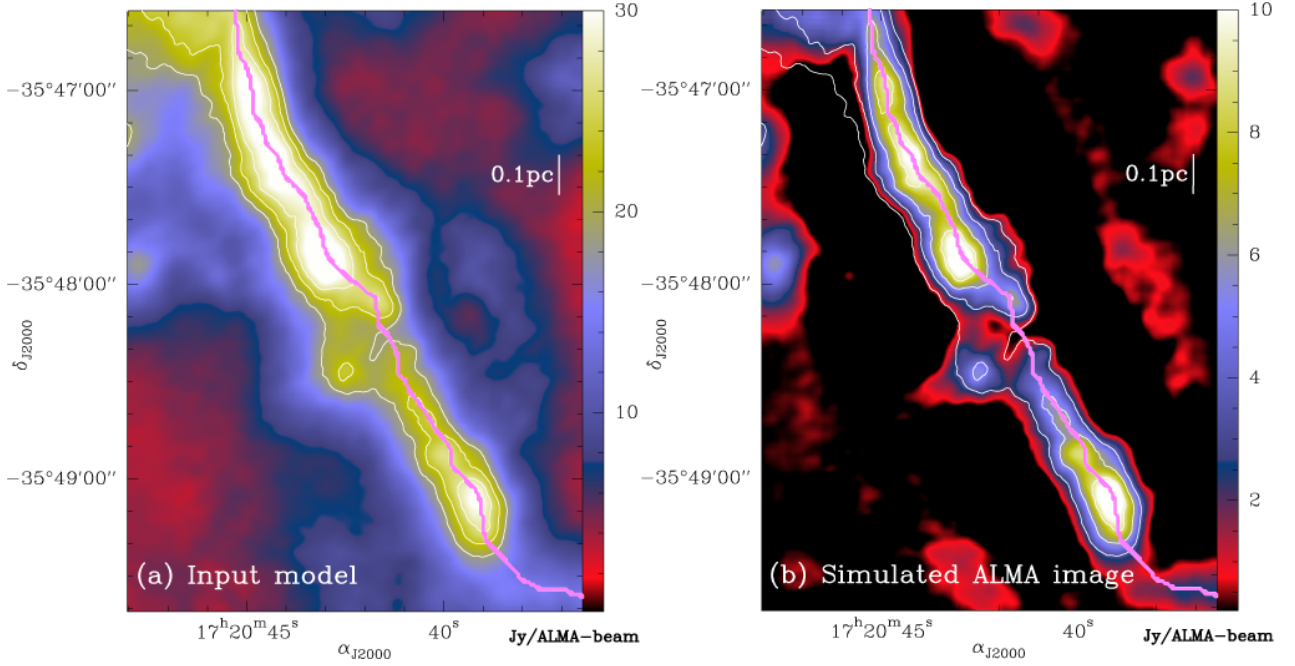 30
20
10
−35°47′00″
−35°48′00″
−35°49′00″
δJ2000
0.1pc
(a) Input model
17ʰ20ᵐ45ˢ
40ˢ
αJ2000
Jy/ALMA-beam
10
8
6
4
2
−35°47′00″
−35°48′00″
−35°49′00″
δJ2000
0.1pc
(b) Simulated ALMA image
17ʰ20ᵐ45ˢ
40ˢ
αJ2000
Jy/ALMA-beam